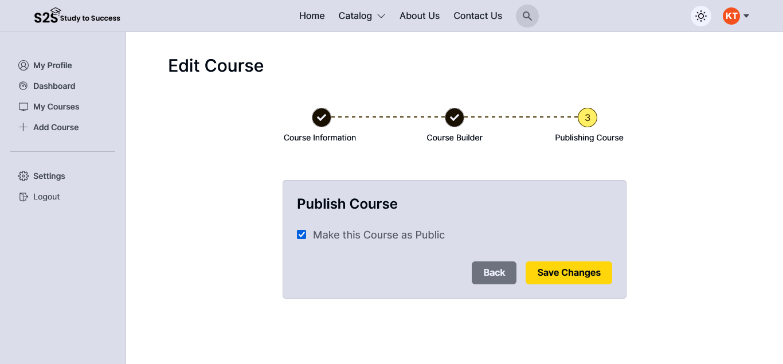 S2S Study to Success
Home Catalog About Us Contact Us
KT
My Profile
Dashboard
My Courses
Add Course
Settings
Logout
Edit Course
3
Course Information Course Builder Publishing Course
Publish Course
Make this Course as Public
Back Save Changes